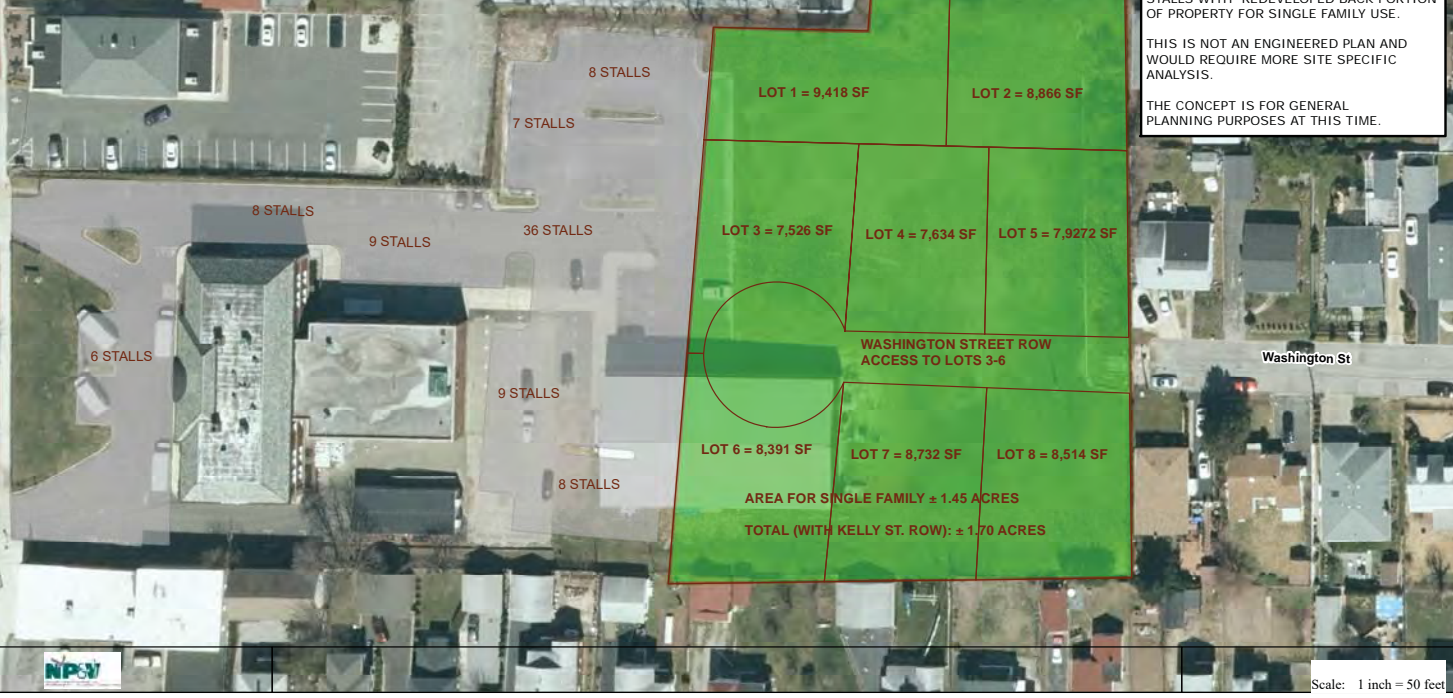 STALLS WITH REDEVELOPED BACK PORTION
OF PROPERTY FOR SINGLE FAMILY USE.
THIS IS NOT AN ENGINEERED PLAN AND
WOULD REQUIRE MORE SITE SPECIFIC
ANALYSIS.
THE CONCEPT IS FOR GENERAL
PLANNING PURPOSES AT THIS TIME.
8 STALLS
7 STALLS
LOT 1 = 9,418 SF
LOT 2 = 8,866 SF
8 STALLS
9 STALLS
36 STALLS
LOT 3 = 7,526 SF
LOT 4 = 7,634 SF
LOT 5 = 7,9272 SF
6 STALLS
WASHINGTON STREET ROW
ACCESS TO LOTS 3-6
Washington St
9 STALLS
LOT 6 = 8,391 SF
LOT 7 = 8,732 SF
LOT 8 = 8,514 SF
8 STALLS
AREA FOR SINGLE FAMILY ± 1.45 ACRES
TOTAL (WITH KELLY ST. ROW): ± 1.70 ACRES
NPV
Scale: 1 inch = 50 feet